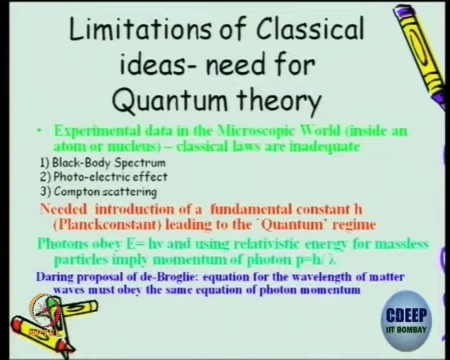 Limitations of Classical
ideas- need for
Quantum theory
• Experimental data in the Microscopic World (inside an
atom or nucleus) – classical laws are inadequate
1) Black-Body Spectrum
2) Photo-electric effect
3) Compton scattering
Needed introduction of a fundamental constant h
(Planckconstant) leading to the `Quantum' regime
Photons obey E= hν and using relativistic energy for massless
particles imply momentum of photon p=h/ λ
Daring proposal of de-Broglie: equation for the wavelength of matter
waves must obey the same equation of photon momentum
CDEEP
IIT BOMBAY